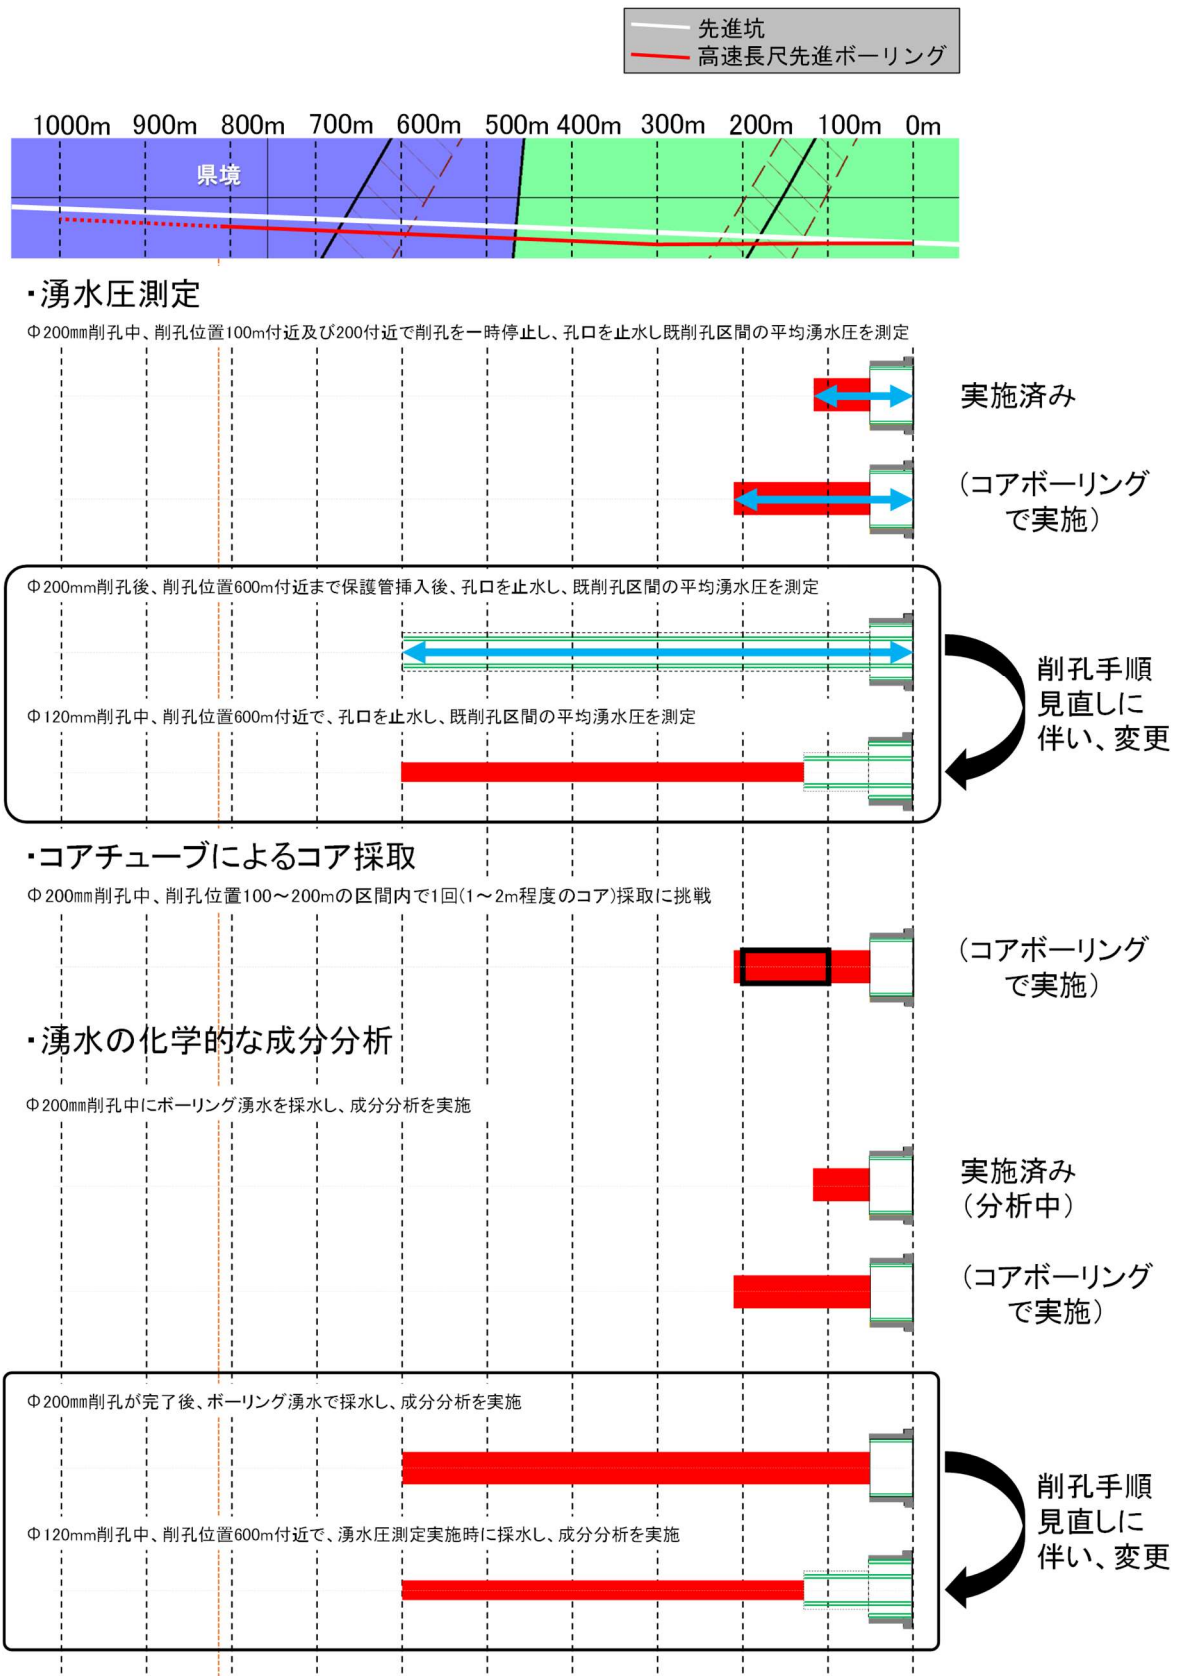 先進坑
高速長尺先進ボーリング
1000m 900m 800m 700m 600m 500m 400m 300m 200m 100m 0m
県境
・湧水圧測定
Φ200㎜削孔中、削孔位置100m付近及び200付近で削孔を一時停止し、孔口を止水し既削孔区間の平均湧水圧を測定
実施済み
（コアボーリング
で実施）
Φ200mm削孔後、削孔位置600m付近まで保護管挿入後、孔口を止水し、既削孔区間の平均湧水圧を測定
Φ120mm削孔中、削孔位置600m付近で、孔口を止水し、既削孔区間の平均湧水圧を測定
削孔手順
見直しに
伴い、変更
・コアチューブによるコア採取
Φ200㎜削孔中、削孔位置100～200mの区間内で1回(1～2m程度のコア)採取に挑戦
（コアボーリング
で実施）
・湧水の化学的な成分分析
Φ200㎜削孔中にボーリング湧水を採水し、成分分析を実施
実施済み
（分析中）
（コアボーリング
で実施）
Φ200㎜削孔が完了後、ボーリング湧水で採水し、成分分析を実施
Φ120mm削孔中、削孔位置600m付近で、湧水圧測定実施時に採水し、成分分析を実施
削孔手順
見直しに
伴い、変更